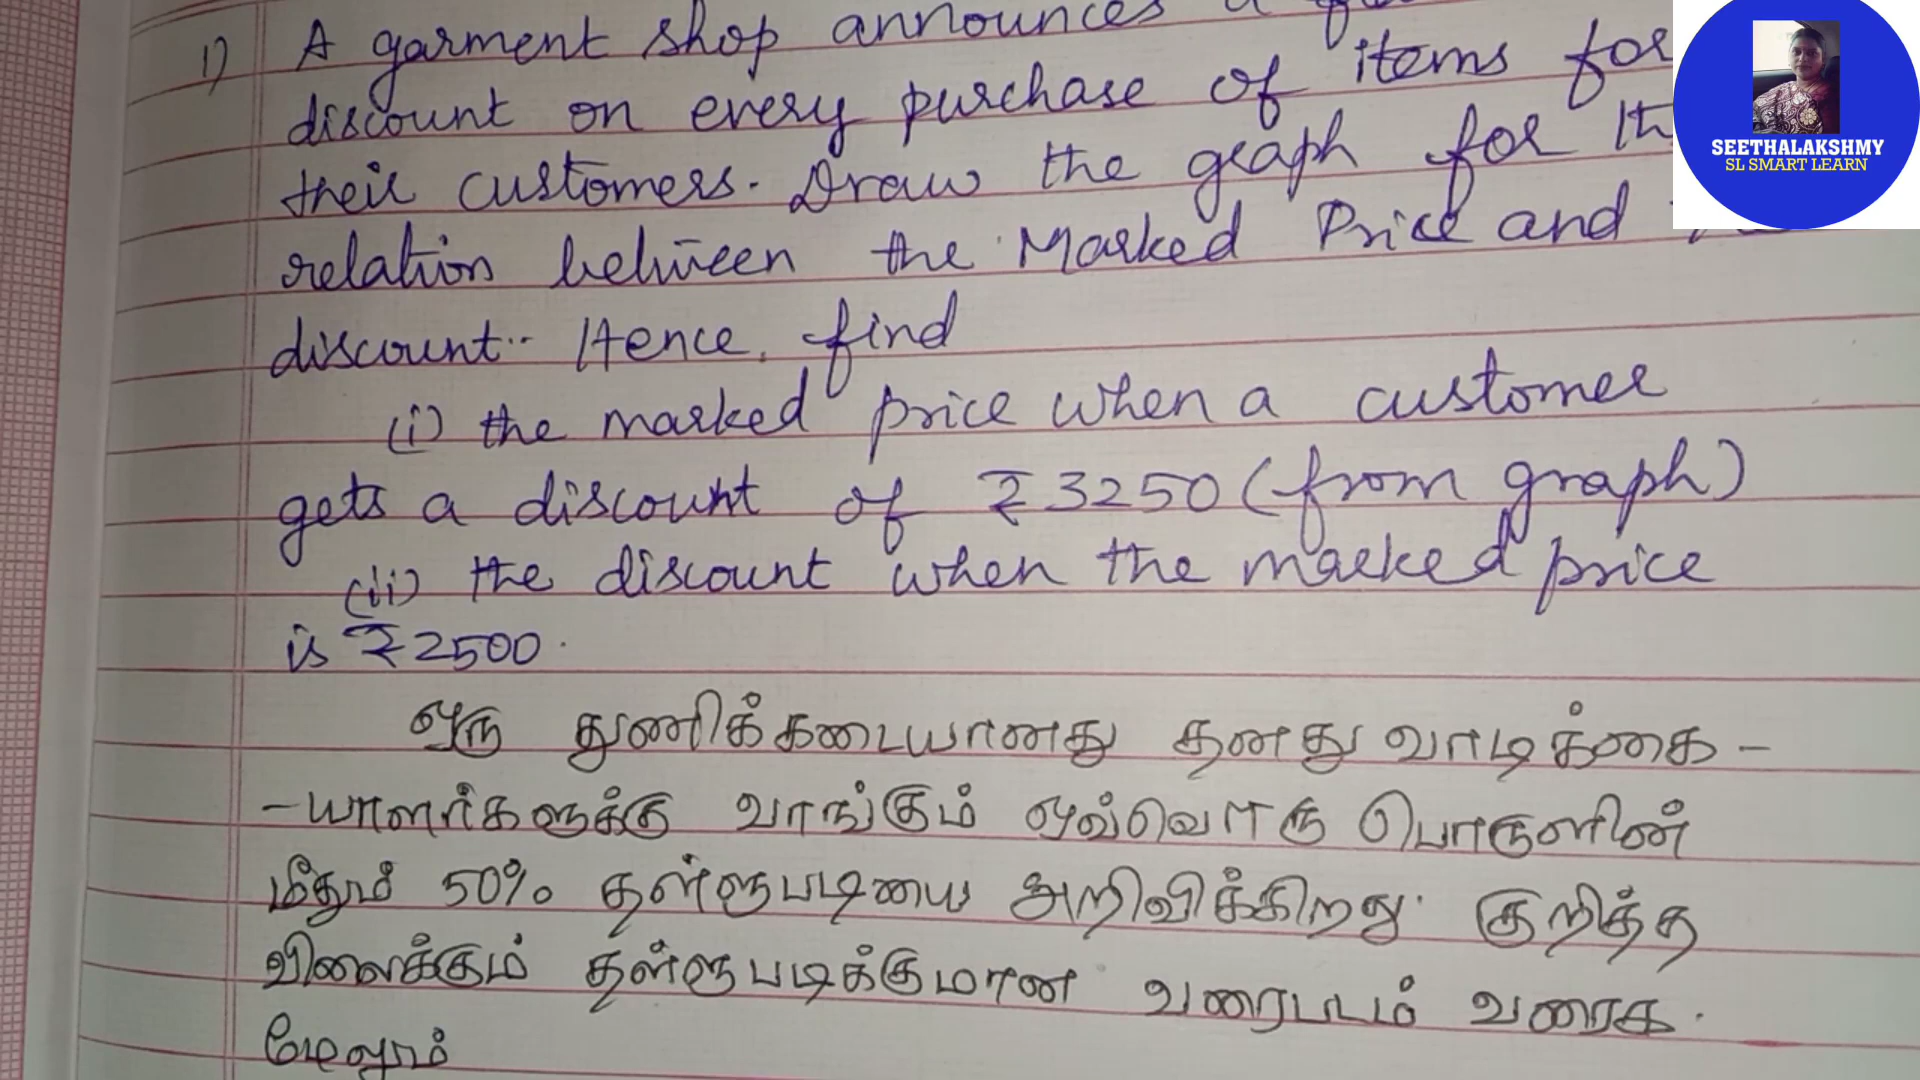 1) A garment shop announces a
discount on every purchase of items for
their customers. Draw the graph for the
relation between the Marked Price and
discount. Hence, find
(i) the marked price when a customer
gets a discount of ₹3250 (from graph)
(ii) the discount when the marked price
is ₹2500.
ஒரு துணிக்கடையானது தனது வாடிக்கை –
– யாளர்களுக்கு வாங்கும் ஒவ்வொரு பொருளின்
மீதும் 50% தள்ளுபடியை அறிவிக்கிறது. குறித்த
விலைக்கும் தள்ளுபடிக்குமான வரைபடம் வரைக.
மேலும்
SEETHALAKSHMY
SL SMART LEARN